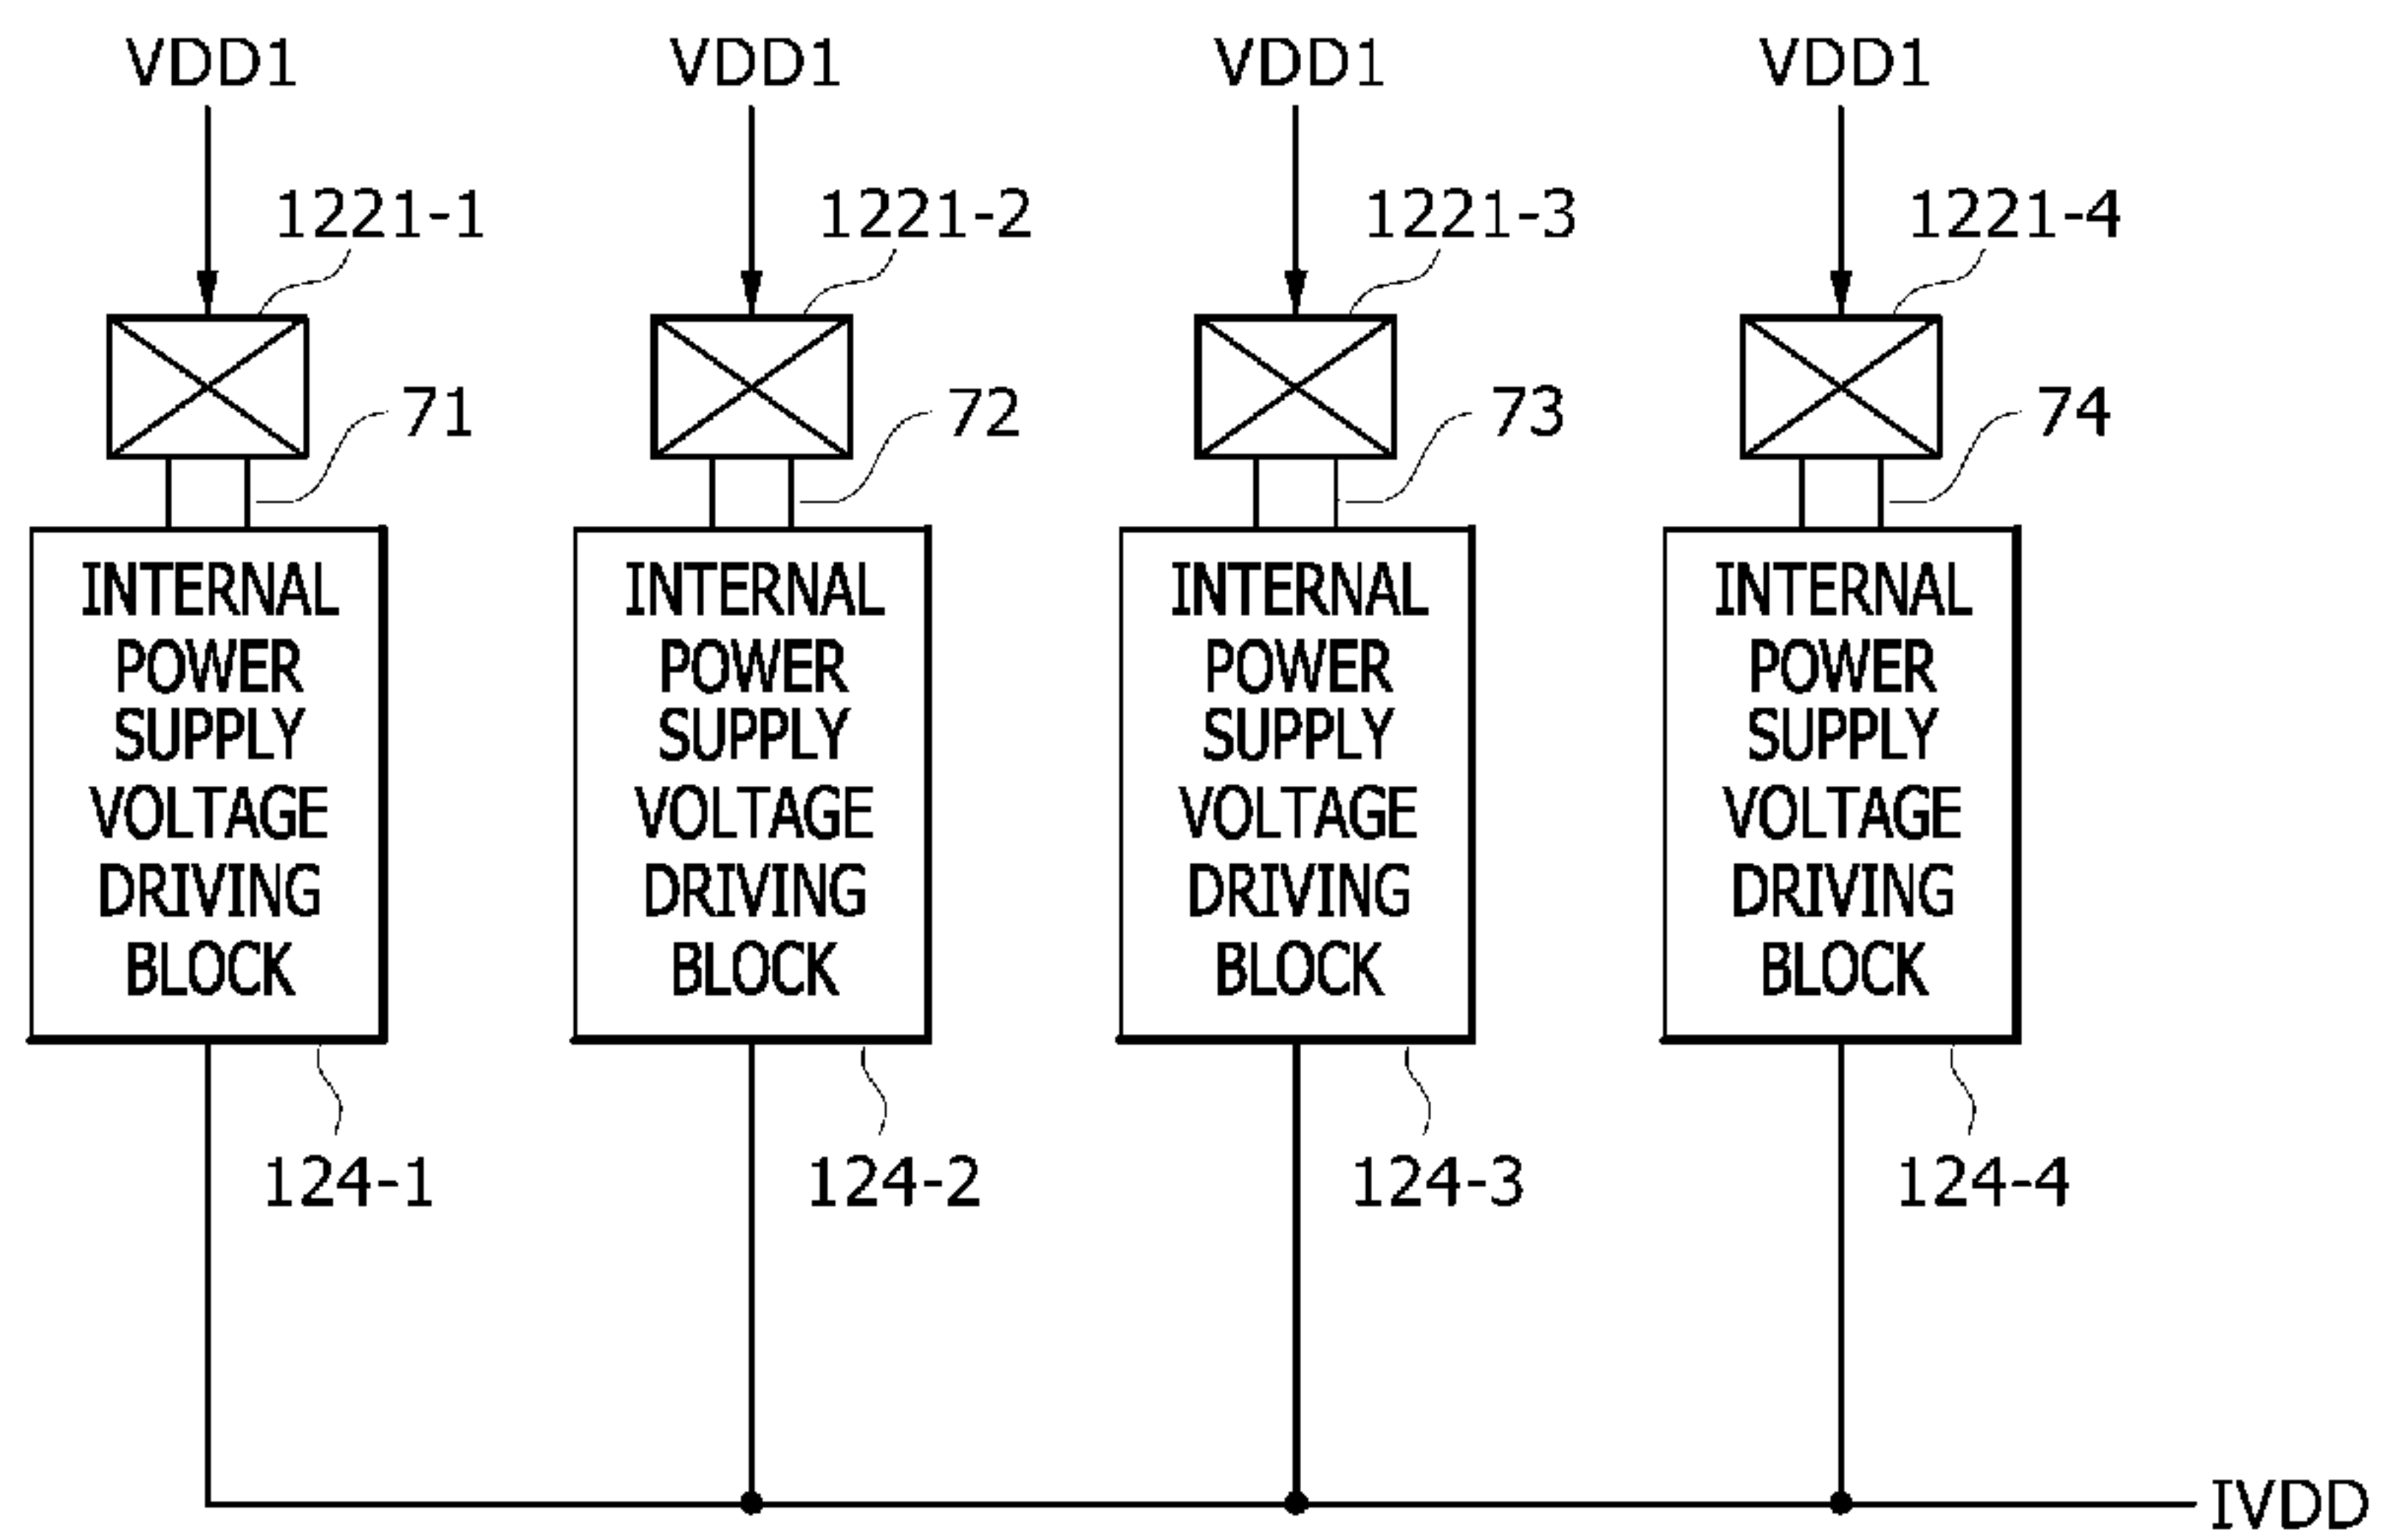 VDD1 VDD1 VDD1 VDD1
1221-1 1221-2 1221-3 1221-4
71 72 73 74
INTERNAL
POWER
SUPPLY
VOLTAGE
DRIVING
BLOCK
INTERNAL
POWER
SUPPLY
VOLTAGE
DRIVING
BLOCK
INTERNAL
POWER
SUPPLY
VOLTAGE
DRIVING
BLOCK
INTERNAL
POWER
SUPPLY
VOLTAGE
DRIVING
BLOCK
124-1 124-2 124-3 124-4
IVDD